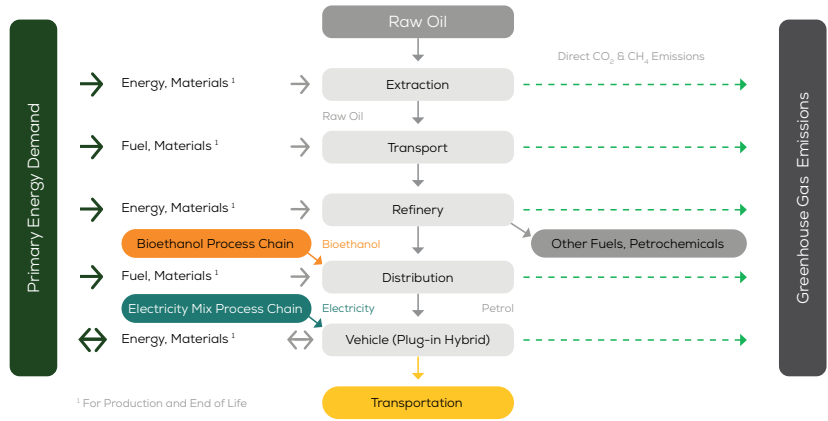 Raw Oil
Direct CO₂ & CH₄ Emissions
Energy, Materials ¹
Extraction
Raw Oil
Fuel, Materials ¹
Transport
Energy, Materials ¹
Refinery
Bioethanol Process Chain
Bioethanol
Other Fuels, Petrochemicals
Fuel, Materials ¹
Distribution
Electricity Mix Process Chain
Electricity
Petrol
Energy, Materials ¹
Vehicle (Plug-in Hybrid)
Transportation
¹ For Production and End of Life
Primary Energy Demand
Greenhouse Gas Emissions